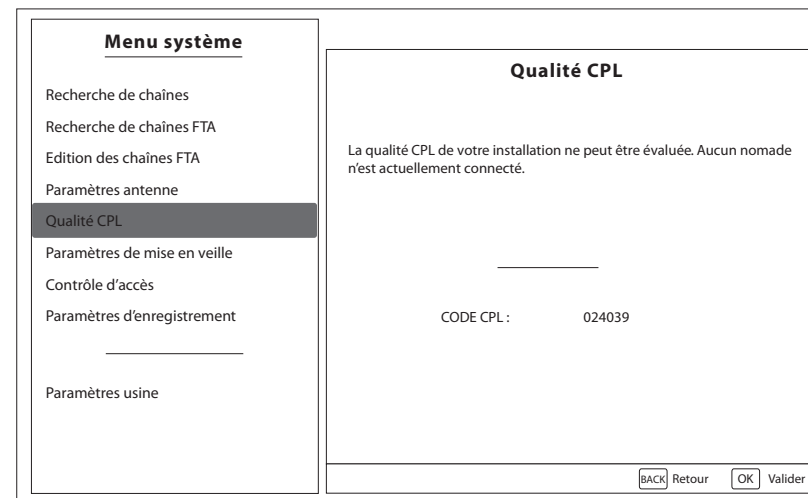 Menu système
Recherche de chaînes
Recherche de chaînes FTA
Edition des chaînes FTA
Paramètres antenne
Qualité CPL
Paramètres de mise en veille
Contrôle d'accès
Paramètres d'enregistrement
Paramètres usine
Qualité CPL
La qualité CPL de votre installation ne peut être évaluée. Aucun nomade
n'est actuellement connecté.
CODE CPL : 024039
BACK Retour OK Valider